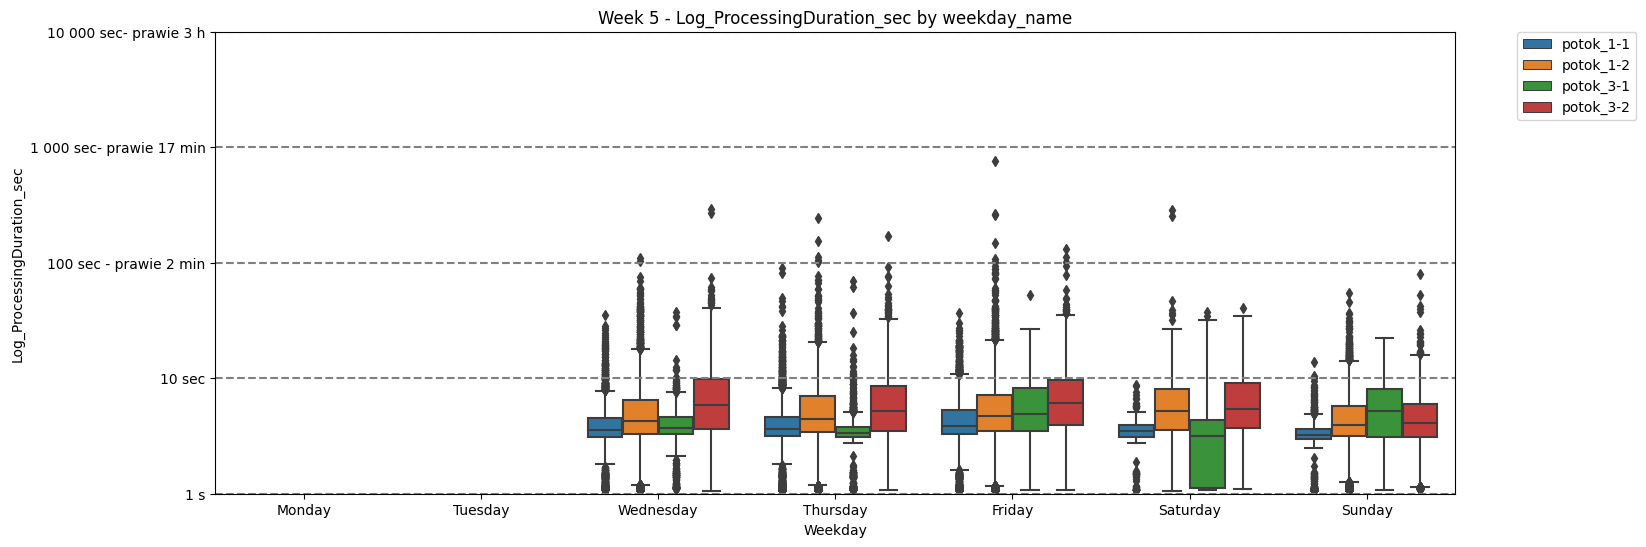 Week 5 - Log_ProcessingDuration_sec by weekday_name
10 000 sec- prawie 3 h
1 000 sec- prawie 17 min
100 sec - prawie 2 min
10 sec
1 s
Log_ProcessingDuration_sec
Monday
Tuesday
Wednesday
Thursday
Friday
Saturday
Sunday
Weekday
potok_1-1
potok_1-2
potok_3-1
potok_3-2